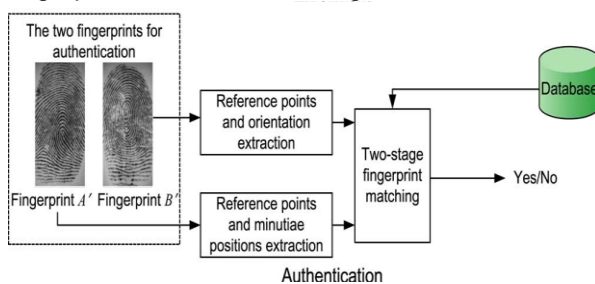 The two fingerprints for
authentication
Fingerprint A′ Fingerprint B′
Reference points
and orientation
extraction
Reference points
and minutiae
positions extraction
Two-stage
fingerprint
matching
Database
Yes/No
Authentication